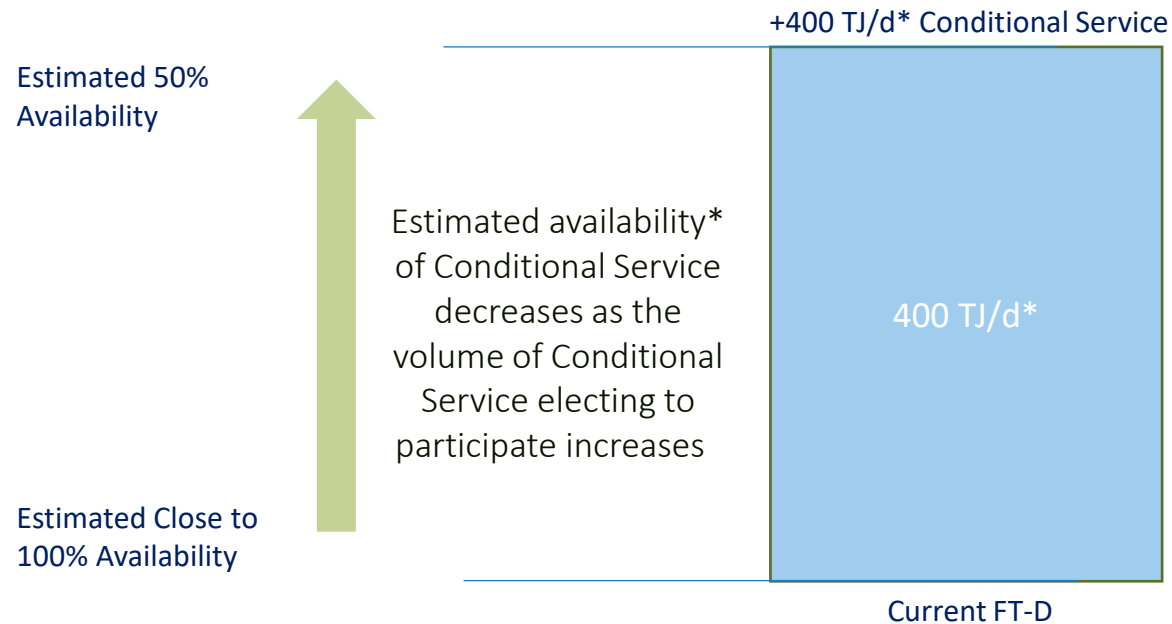 +400 TJ/d* Conditional Service
Estimated 50%
Availability
Estimated availability*
of Conditional Service
decreases as the
volume of Conditional
Service electing to
participate increases
400 TJ/d*
Estimated Close to
100% Availability
Current FT-D